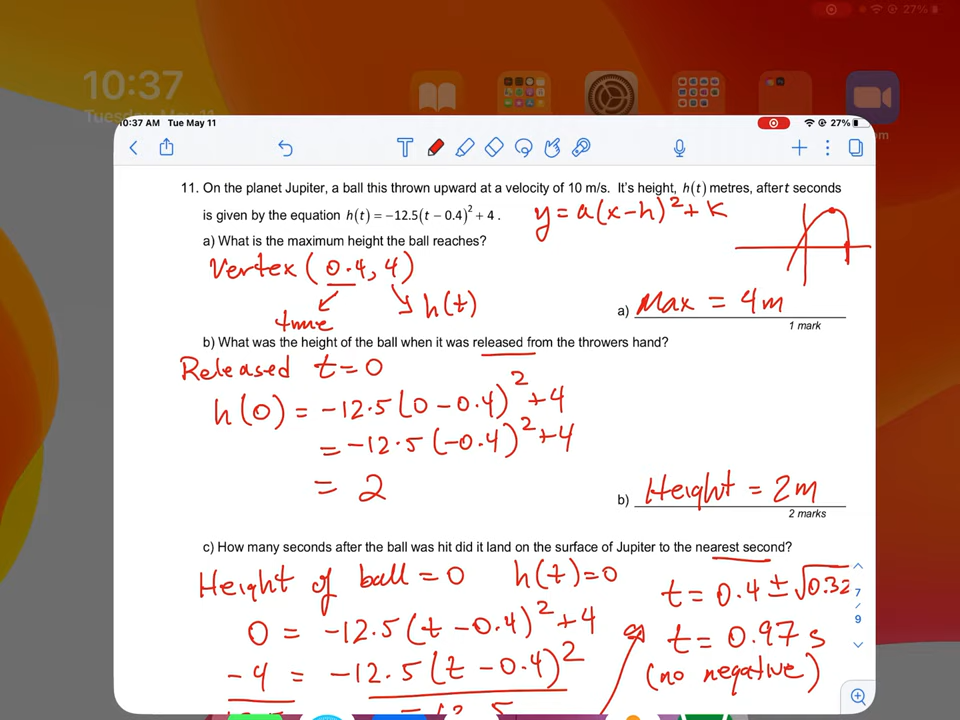 27%
10:37
Tuesday, May 11
10:37 AM Tue May 11
27%
11. On the planet Jupiter, a ball this thrown upward at a velocity of 10 m/s. It's height, h(t) metres, after t seconds
is given by the equation h(t) = −12.5(t − 0.4)² + 4 .
y = a(x-h)² + k
a) What is the maximum height the ball reaches?
Vertex (0.4, 4)
time
h(t)
a) Max = 4m
1 mark
b) What was the height of the ball when it was released from the throwers hand?
Released t=0
h(0) = -12.5(0-0.4)² +4
= -12.5(-0.4)² +4
= 2
b) Height = 2m
2 marks
c) How many seconds after the ball was hit did it land on the surface of Jupiter to the nearest second?
Height of ball = 0 h(t)=0
t = 0.4 ± √0.32
0 = -12.5(t-0.4)² +4
t = 0.97 s
-4 = -12.5(t-0.4)²
(no negative)
7
/
9